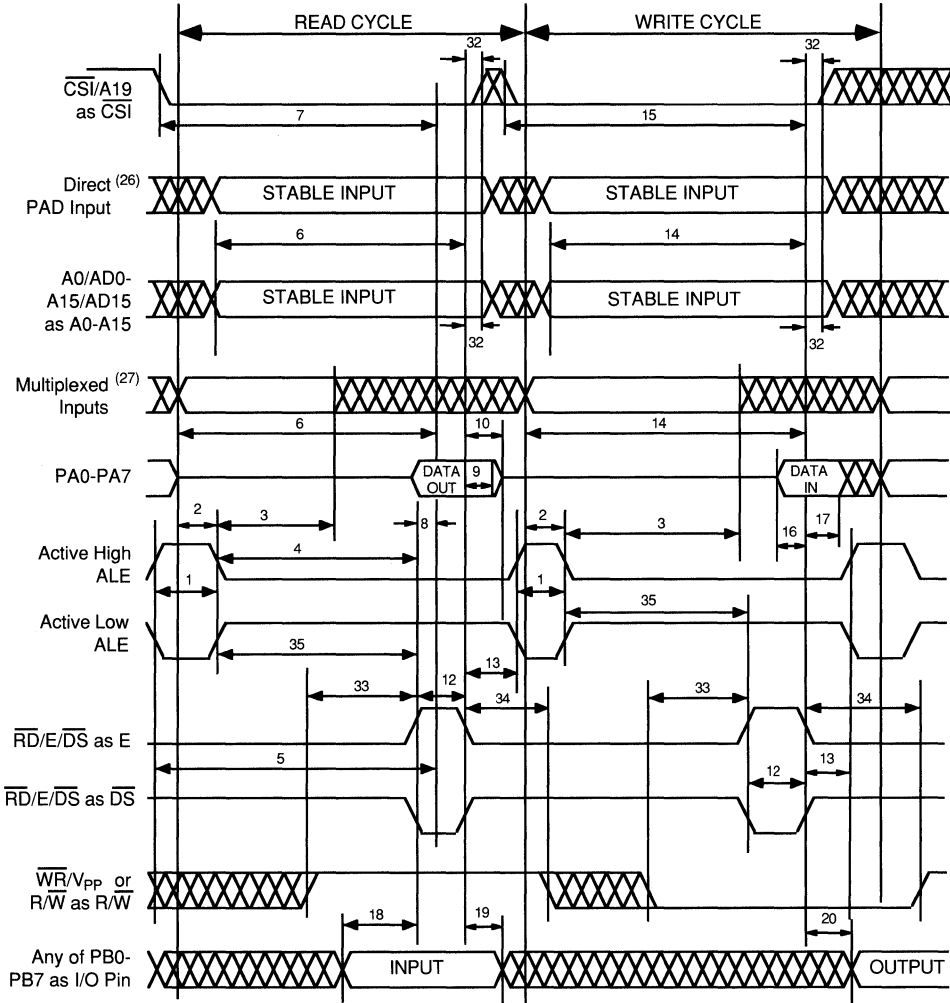 READ CYCLE
WRITE CYCLE
32
32
CSI/A19
as CSI
7
15
Direct (26)
PAD Input
STABLE INPUT
STABLE INPUT
6
14
A0/AD0-
A15/AD15
as A0-A15
STABLE INPUT
STABLE INPUT
32
32
Multiplexed (27)
Inputs
6
10
14
PA0-PA7
DATA
OUT
9
DATA
IN
2
3
8
2
3
16
17
Active High
ALE
4
1
1
Active Low
ALE
35
35
33
12
13
34
33
34
RD/E/DS as E
5
12
13
RD/E/DS as DS
WR/VPP or
R/W as R/W
18
19
20
Any of PB0-
PB7 as I/O Pin
INPUT
OUTPUT